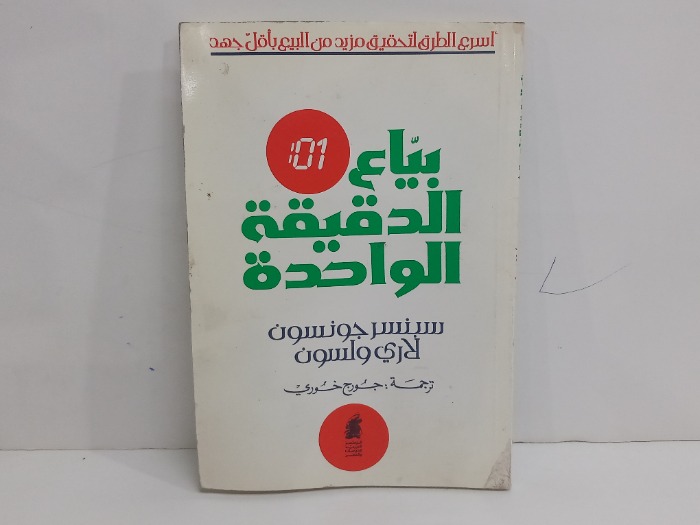 أسرع الطرق لتحقيق مزيد من البيع بأقل جهد
:01
بيّاع
الدقيقة
الواحدة
سبنسر جونسون
لاري ولسون
ترجمة : جورج خوري